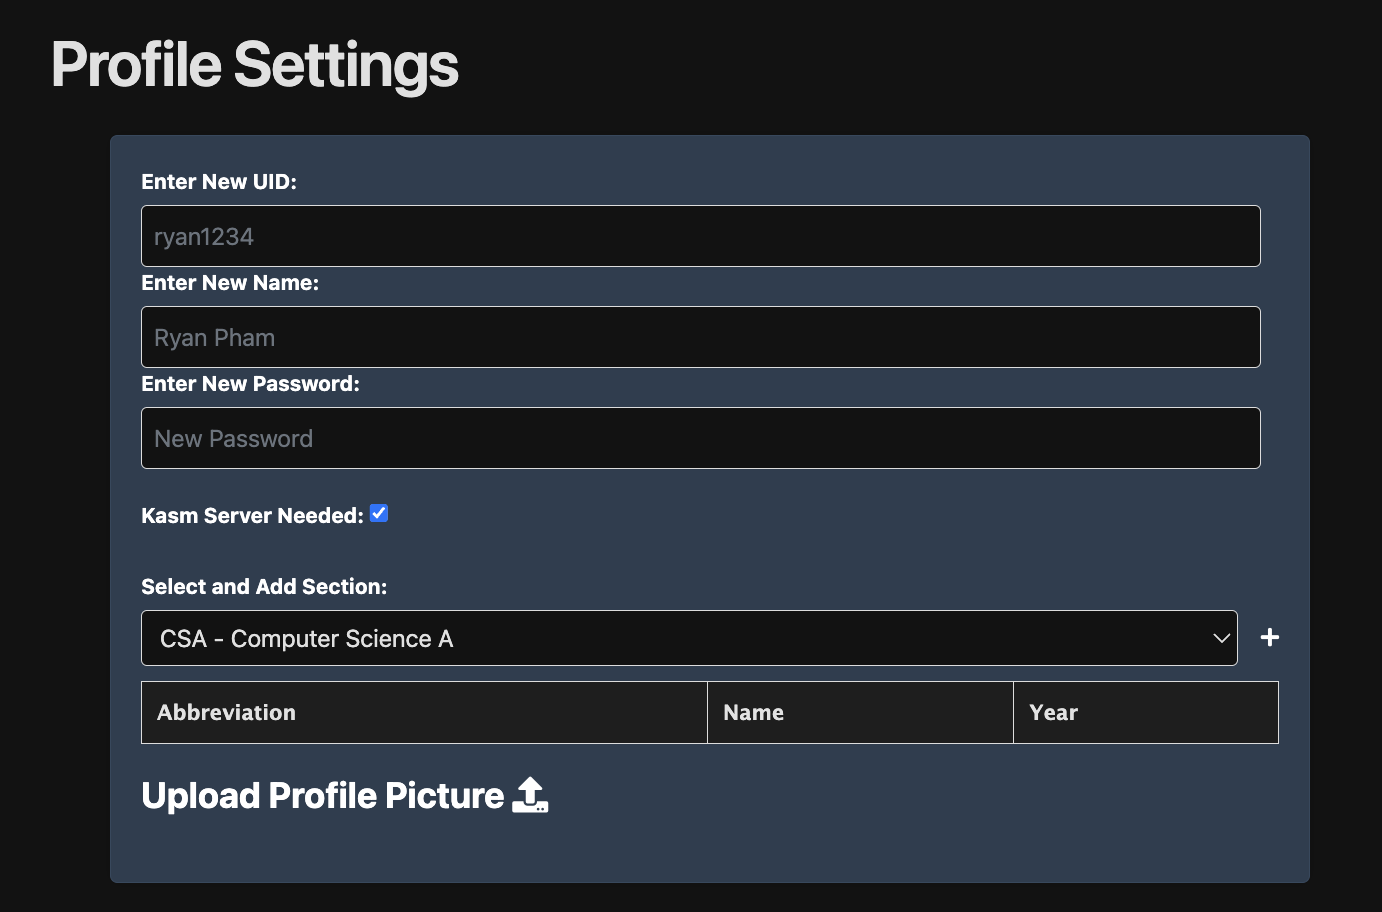 Profile Settings
Enter New UID:
ryan1234
Enter New Name:
Ryan Pham
Enter New Password:
New Password
Kasm Server Needed:
Select and Add Section:
CSA - Computer Science A
Abbreviation Name Year
Upload Profile Picture